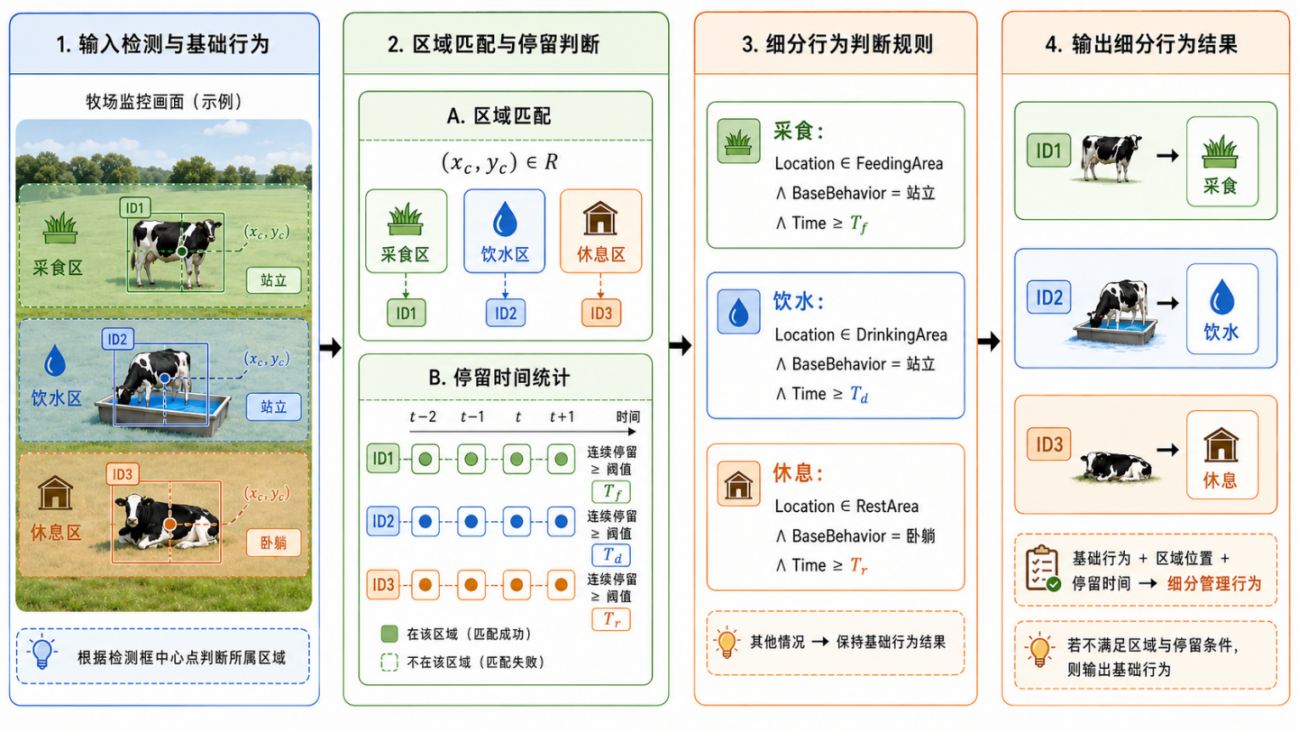 1. 输入检测与基础行为
牧场监控画面（示例）
ID1
采食区
(x_c, y_c)
站立
ID2
饮水区
(x_c, y_c)
站立
ID3
休息区
(x_c, y_c)
卧躺
根据检测框中心点判断所属区域
2. 区域匹配与停留判断
A. 区域匹配
(x_c, y_c) ∈ R
采食区 饮水区 休息区
ID1 ID2 ID3
B. 停留时间统计
t−2 t−1 t t+1 时间
ID1
连续停留
≥ 阈值
T_f
ID2
连续停留
≥ 阈值
T_d
ID3
连续停留
≥ 阈值
T_r
在该区域（匹配成功）
不在该区域（匹配失败）
3. 细分行为判断规则
采食：
Location ∈ FeedingArea
∧ BaseBehavior = 站立
∧ Time ≥ T_f
饮水：
Location ∈ DrinkingArea
∧ BaseBehavior = 站立
∧ Time ≥ T_d
休息：
Location ∈ RestArea
∧ BaseBehavior = 卧躺
∧ Time ≥ T_r
其他情况 → 保持基础行为结果
4. 输出细分行为结果
ID1
采食
ID2
饮水
ID3
休息
基础行为 + 区域位置 +
停留时间 → 细分管理行为
若不满足区域与停留条件，
则输出基础行为